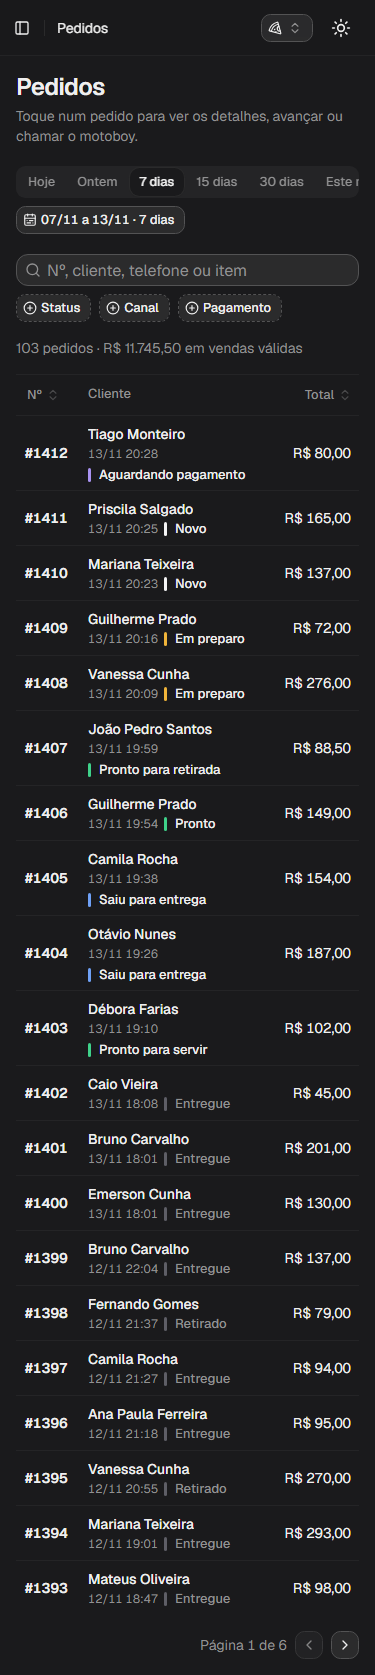 Pedidos
Pedidos
Toque num pedido para ver os detalhes, avançar ou
chamar o motoboy.
Hoje Ontem 7 dias 15 dias 30 dias Este
07/11 a 13/11 · 7 dias
Nº, cliente, telefone ou item
Status Canal Pagamento
103 pedidos · R$ 11.745,50 em vendas válidas
Nº Cliente Total
Tiago Monteiro
#1412 13/11 20:28 R$ 80,00
Aguardando pagamento
Priscila Salgado
#1411 13/11 20:25 Novo R$ 165,00
Mariana Teixeira
#1410 13/11 20:23 Novo R$ 137,00
Guilherme Prado
#1409 13/11 20:16 Em preparo R$ 72,00
Vanessa Cunha
#1408 13/11 20:09 Em preparo R$ 276,00
João Pedro Santos
#1407 13/11 19:59 R$ 88,50
Pronto para retirada
Guilherme Prado
#1406 13/11 19:54 Pronto R$ 149,00
Camila Rocha
#1405 13/11 19:38 R$ 154,00
Saiu para entrega
Otávio Nunes
#1404 13/11 19:26 R$ 187,00
Saiu para entrega
Débora Farias
#1403 13/11 19:10 R$ 102,00
Pronto para servir
Caio Vieira
#1402 13/11 18:08 Entregue R$ 45,00
Bruno Carvalho
#1401 13/11 18:01 Entregue R$ 201,00
Emerson Cunha
#1400 13/11 18:01 Entregue R$ 130,00
Bruno Carvalho
#1399 12/11 22:04 Entregue R$ 137,00
Fernando Gomes
#1398 12/11 21:37 Retirado R$ 79,00
Camila Rocha
#1397 12/11 21:27 Entregue R$ 94,00
Ana Paula Ferreira
#1396 12/11 21:18 Entregue R$ 95,00
Vanessa Cunha
#1395 12/11 20:55 Retirado R$ 270,00
Mariana Teixeira
#1394 12/11 19:01 Entregue R$ 293,00
Mateus Oliveira
#1393 12/11 18:47 Entregue R$ 98,00
Página 1 de 6